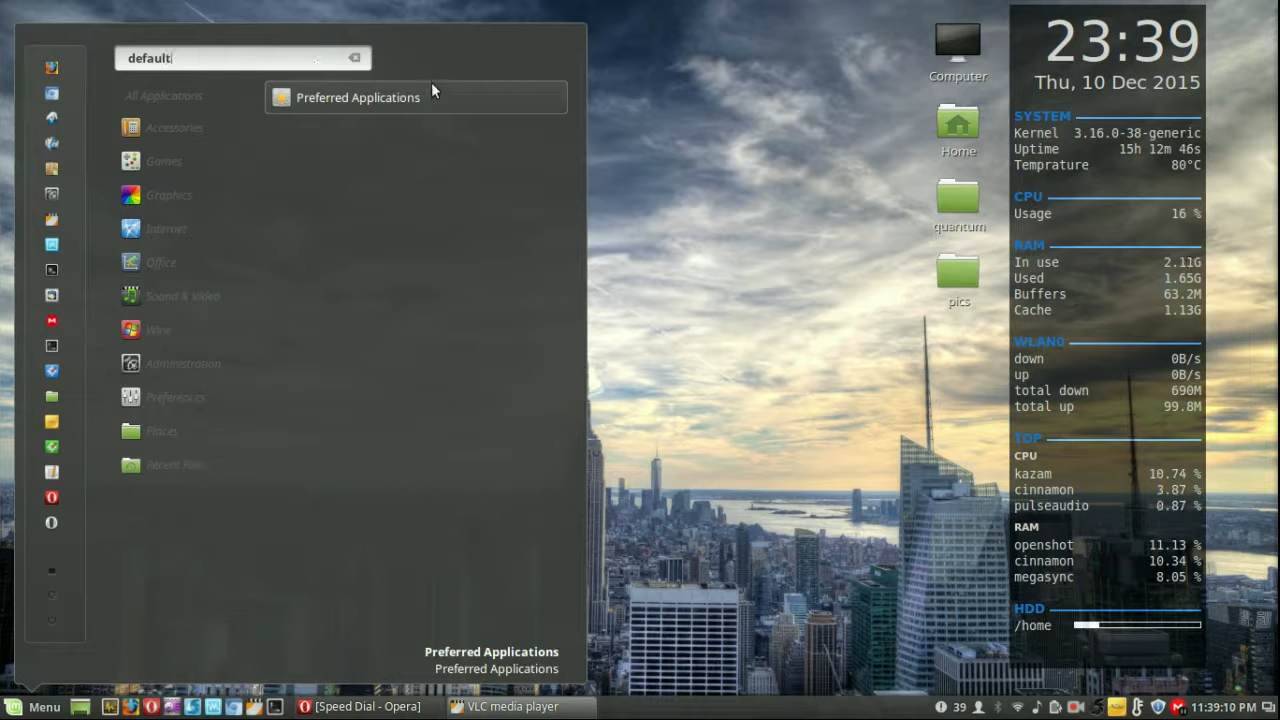 default
All Applications
Accessories
Games
Graphics
Internet
Office
Sound & Video
Wine
Administration
Preferences
Places
Recent Files
Preferred Applications
Preferred Applications
Preferred Applications
Computer
Home
quantum
pics
23:39
Thu, 10 Dec 2015
SYSTEM
Kernel 3.16.0-38-generic
Uptime 15h 12m 46s
Temprature 80°C
CPU
Usage 16 %
RAM
In use 2.11G
Used 1.65G
Buffers 63.2M
Cache 1.13G
WLAN0
down 0B/s
up 0B/s
total down 690M
total up 99.8M
TOP
CPU
kazam 10.74 %
cinnamon 3.87 %
pulseaudio 0.87 %
RAM
openshot 11.13 %
cinnamon 10.34 %
megasync 8.05 %
HDD
/home
Menu
[Speed Dial - Opera]
VLC media player
39
11:39:10 PM